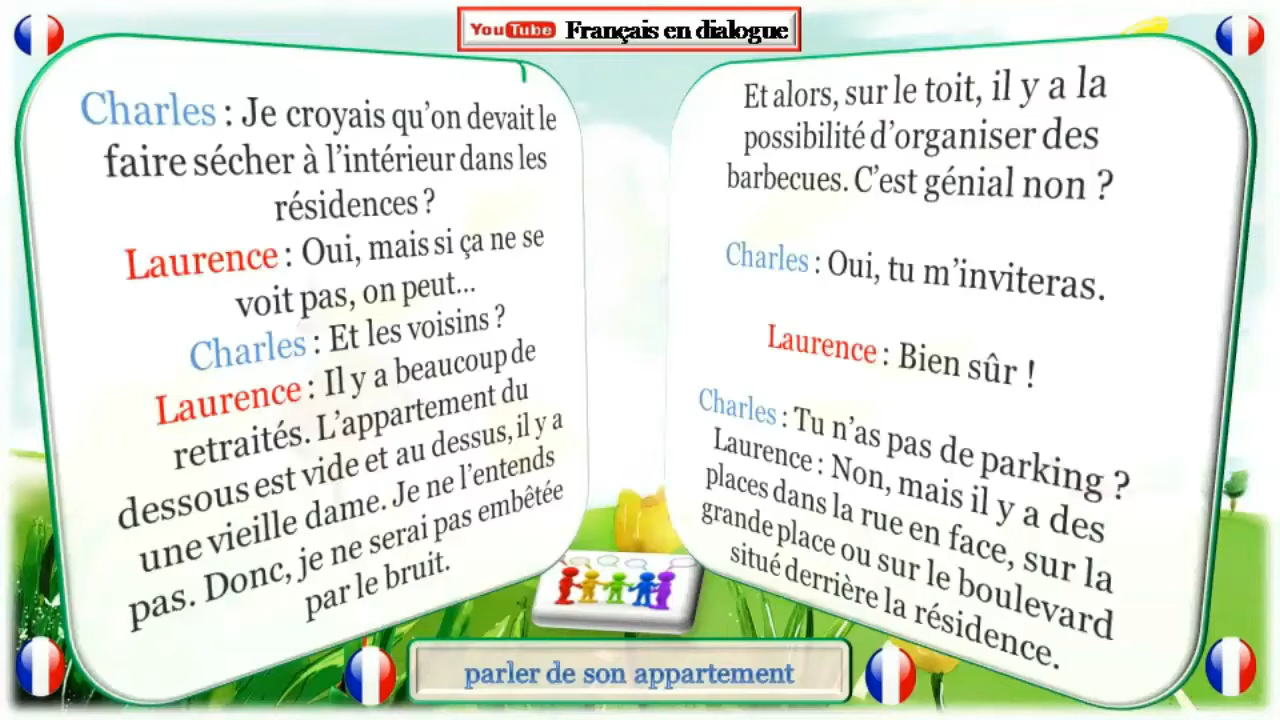 YouTube Français en dialogue
Charles : Je croyais qu'on devait le
faire sécher à l'intérieur dans les
résidences ?
Laurence : Oui, mais si ça ne se
voit pas, on peut...
Charles : Et les voisins ?
Laurence : Il y a beaucoup de
retraités. L'appartement du
dessous est vide et au dessus, il y a
une vieille dame. Je ne l'entends
pas. Donc, je ne serai pas embêtée
par le bruit.
Et alors, sur le toit, il y a la
possibilité d'organiser des
barbecues. C'est génial non ?
Charles : Oui, tu m'inviteras.
Laurence : Bien sûr !
Charles : Tu n'as pas de parking ?
Laurence : Non, mais il y a des
places dans la rue en face, sur la
grande place ou sur le boulevard
situé derrière la résidence.
parler de son appartement